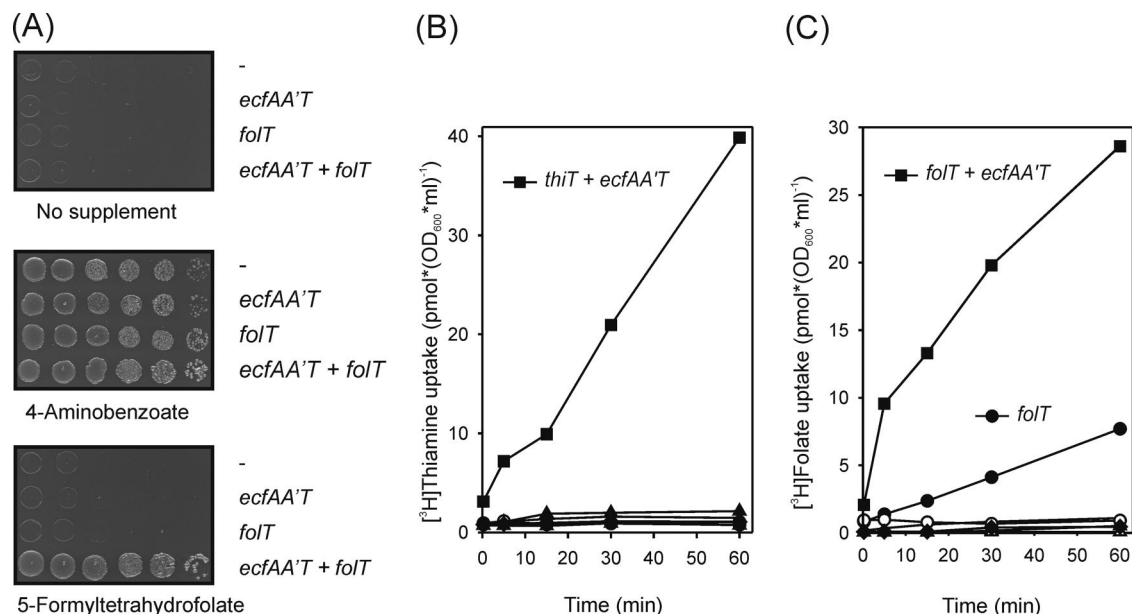 (A)
-
ecfAA'T
folT
ecfAA'T + folT
No supplement
-
ecfAA'T
folT
ecfAA'T + folT
4-Aminobenzoate
-
ecfAA'T
folT
ecfAA'T + folT
5-Formyltetrahydrofolate
(B)
[³H]Thiamine uptake (pmol*(OD₆₀₀*ml)⁻¹)
40
30
20
10
0
thiT + ecfAA'T
0 10 20 30 40 50 60
Time (min)
(C)
[³H]Folate uptake (pmol*(OD₆₀₀*ml)⁻¹)
30
25
20
15
10
5
0
folT + ecfAA'T
folT
0 10 20 30 40 50 60
Time (min)